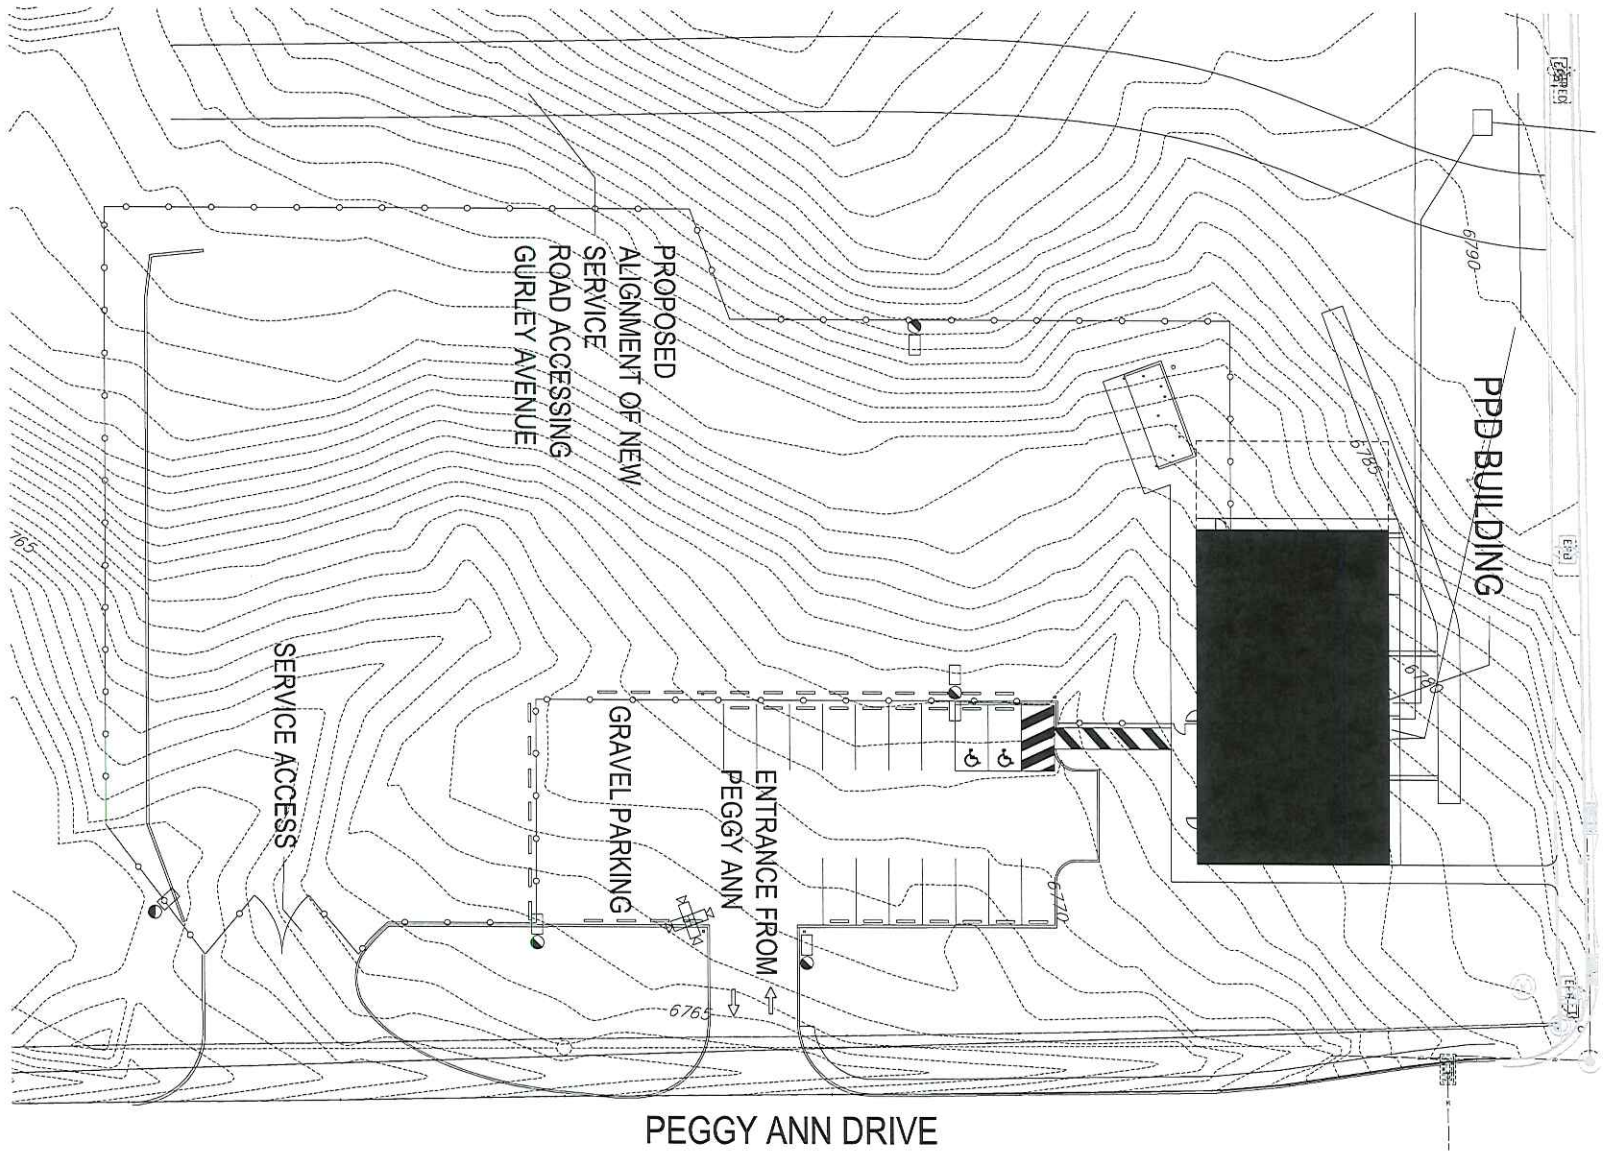 PROPOSED
ALIGNMENT OF NEW
SERVICE
ROAD ACCESSING
GURLEY AVENUE
PPD BUILDING
6790
6785
6780
6770
6765
765
SERVICE ACCESS
GRAVEL PARKING
ENTRANCE FROM
PEGGY ANN
PEGGY ANN DRIVE